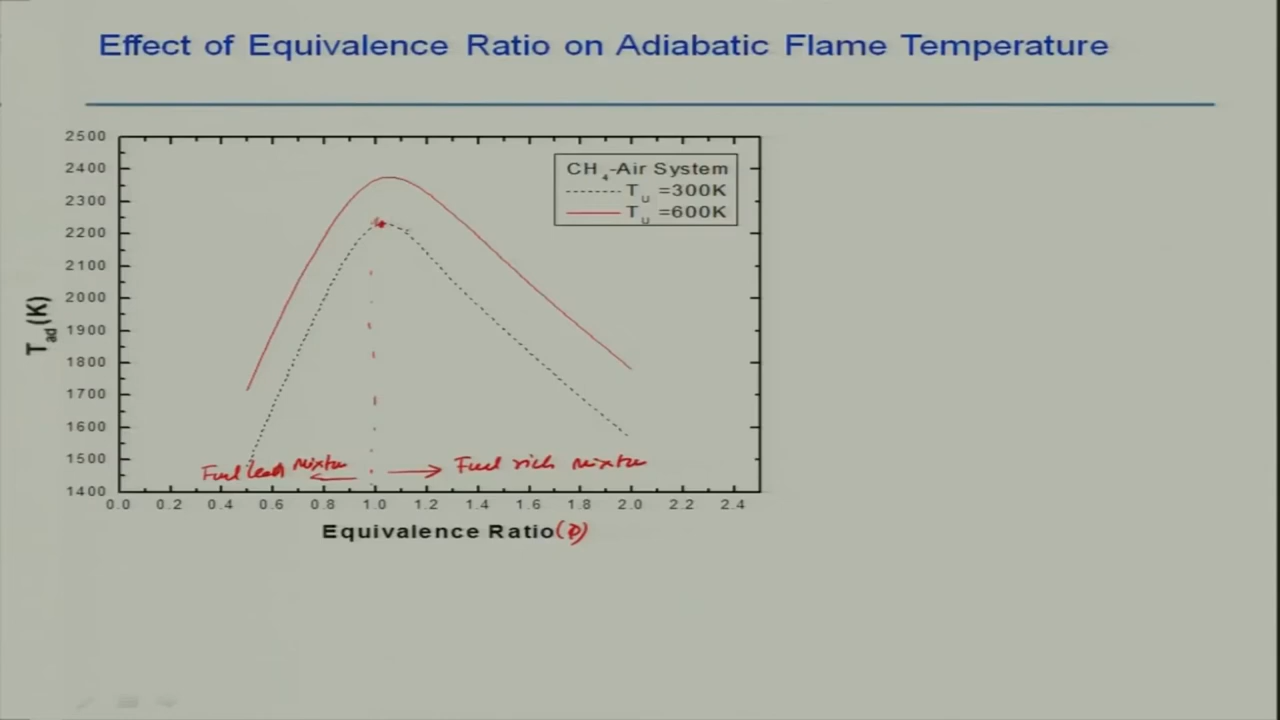 Effect of Equivalence Ratio on Adiabatic Flame Temperature
2500
2400
2300
2200
2100
2000
1900
1800
1700
1600
1500
1400
T_ad(K)
CH4-Air System
T_U =300K
T_U =600K
Fuel lean mixture
Fuel rich mixture
0.0 0.2 0.4 0.6 0.8 1.0 1.2 1.4 1.6 1.8 2.0 2.2 2.4
Equivalence Ratio(Φ)